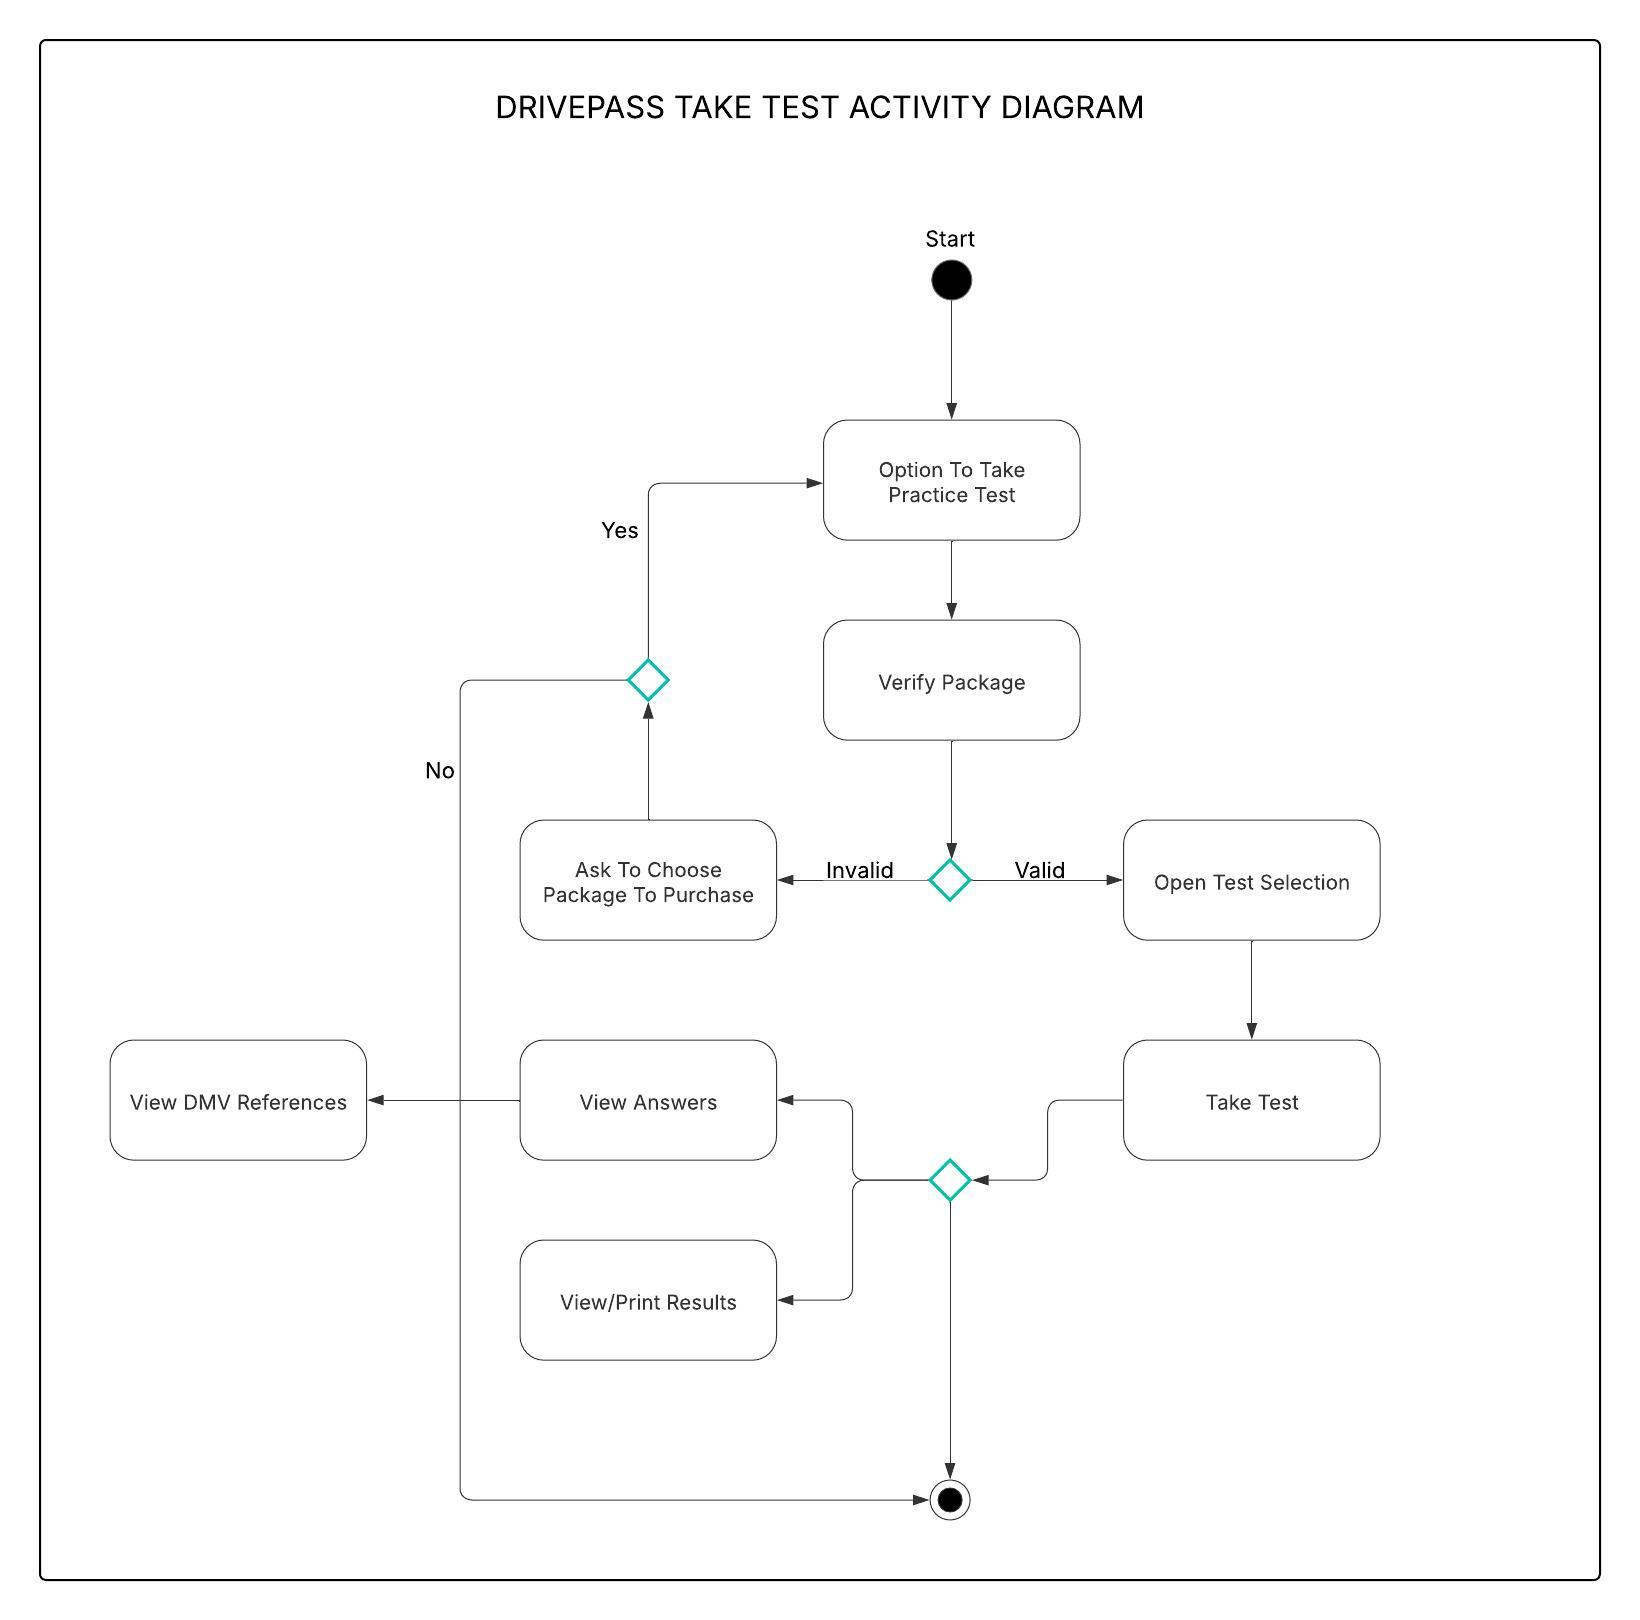 DRIVEPASS TAKE TEST ACTIVITY DIAGRAM
Start
Option To Take
Practice Test
Yes
Verify Package
No
Ask To Choose
Package To Purchase
Invalid
Valid
Open Test Selection
View DMV References
View Answers
Take Test
View/Print Results